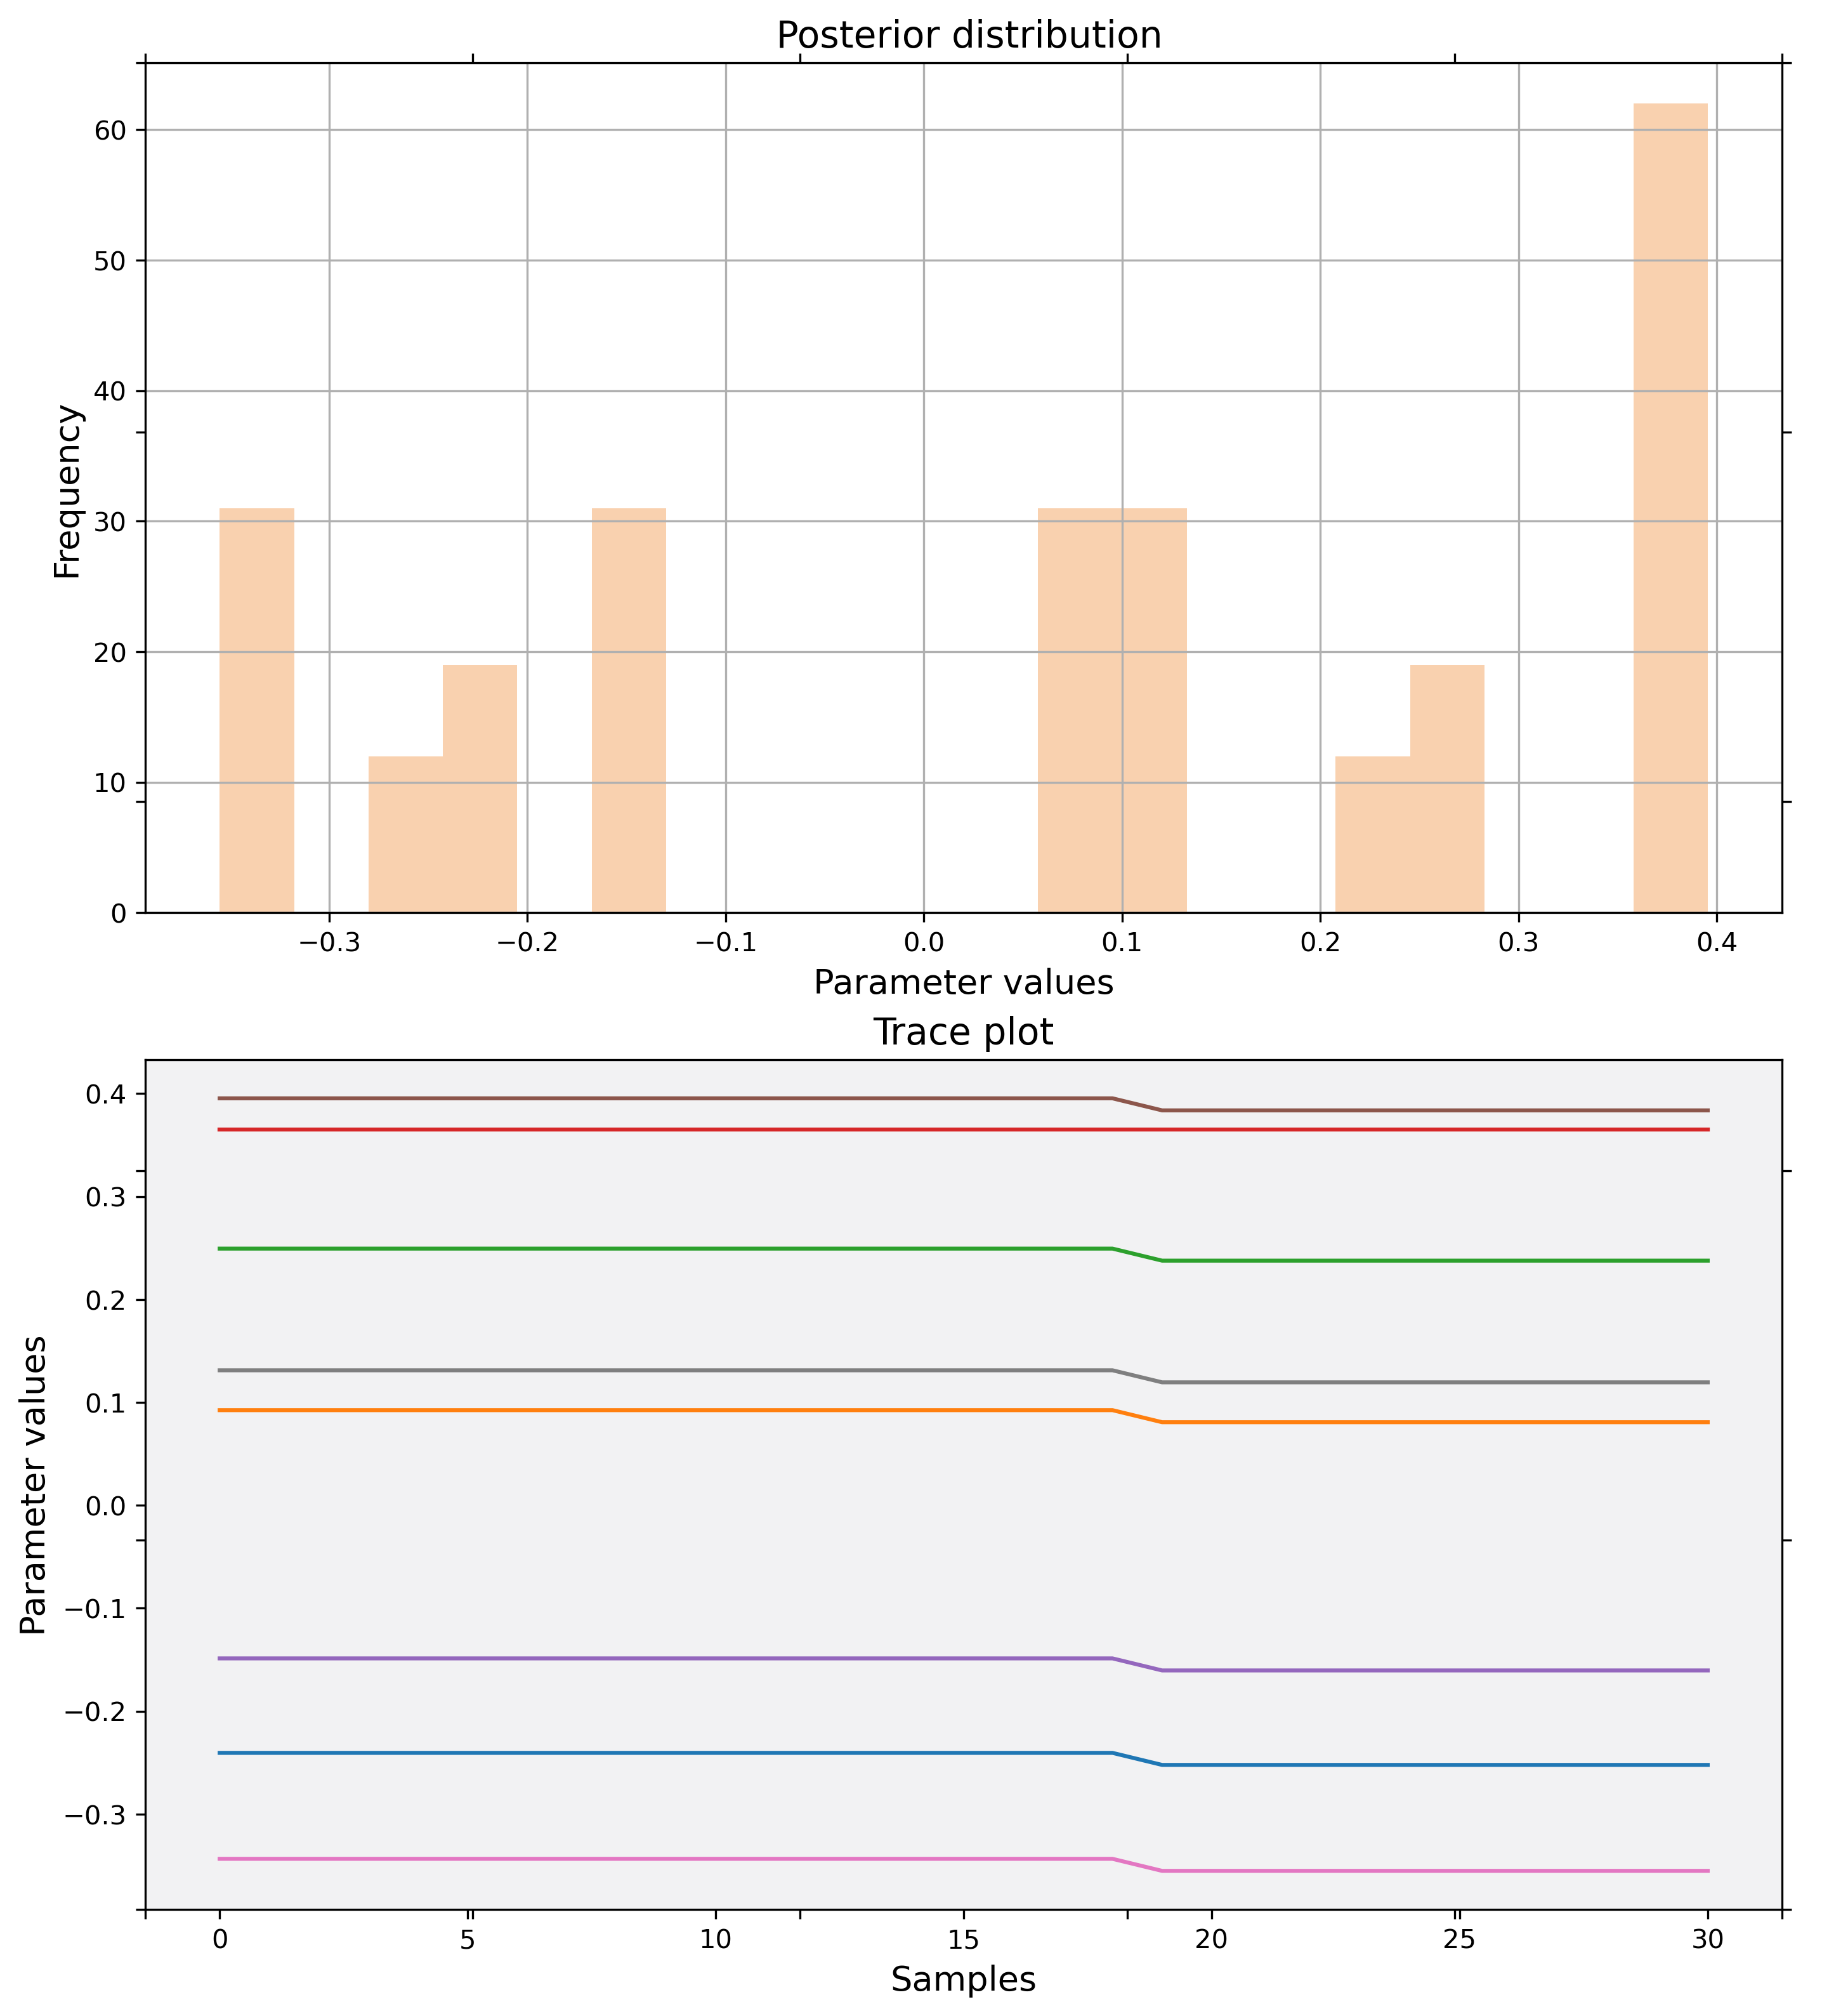 Posterior distribution
60
50
40
30
20
10
0
Frequency
−0.3 −0.2 −0.1 0.0 0.1 0.2 0.3 0.4
Parameter values
Trace plot
0.4
0.3
0.2
0.1
0.0
−0.1
−0.2
−0.3
Parameter values
0 5 10 15 20 25 30
Samples